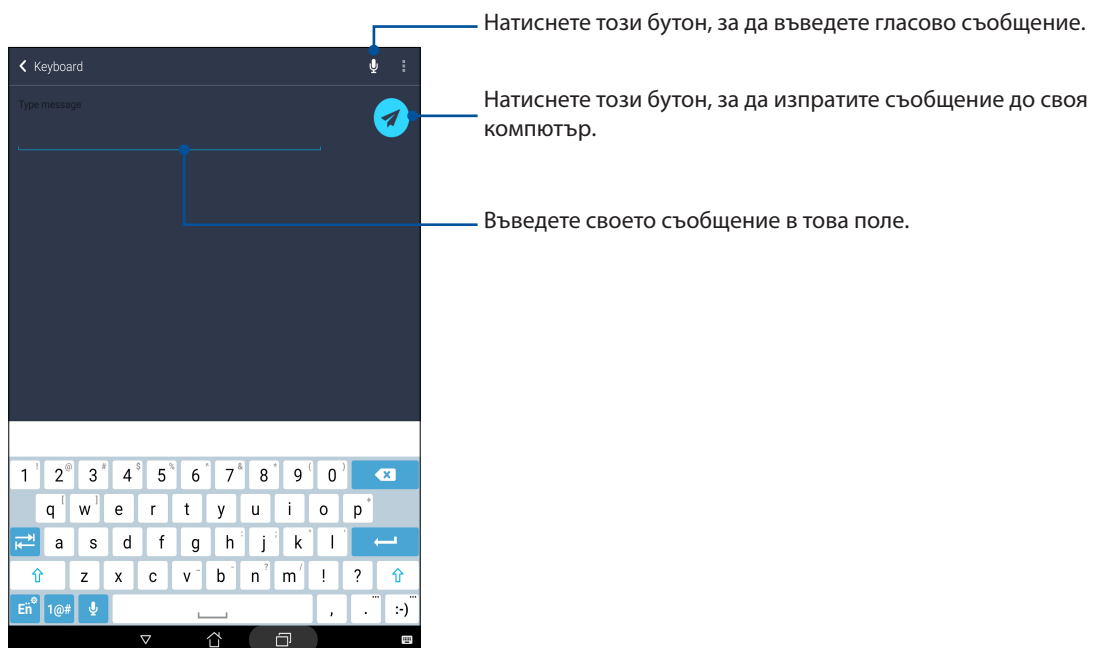 Натиснете този бутон, за да въведете гласово съобщение.
Keyboard
Type message
Натиснете този бутон, за да изпратите съобщение до своя
компютър.
Въведете своето съобщение в това поле.
1 ! 2 @ 3 # 4 $ 5 % 6 ^ 7 & 8 * 9 ( 0 )
q [ w ] e r t y u i o p +
a s d f g h : j ; k " l '
z x c v ~ b - n ? m / ! ?
En 1@# , . ... :-) ...